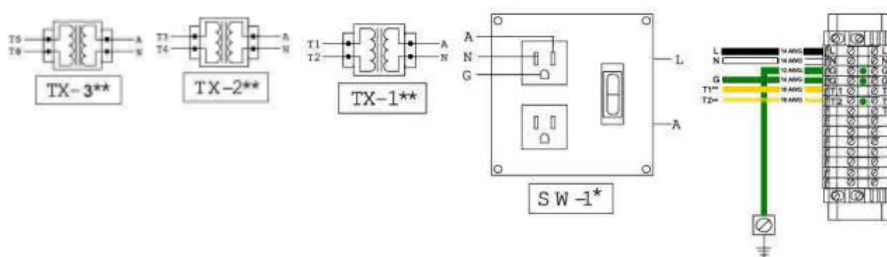 T5
T6
A
N
TX-3**
T3
T4
A
N
TX-2**
T1
T2
A
N
TX-1**
A
N
G
L
A
SW-1*
L 14 AWG L
N 14 AWG N
12 AWG G
G 14 AWG G
T1** 18 AWG T1
T2** 18 AWG T2